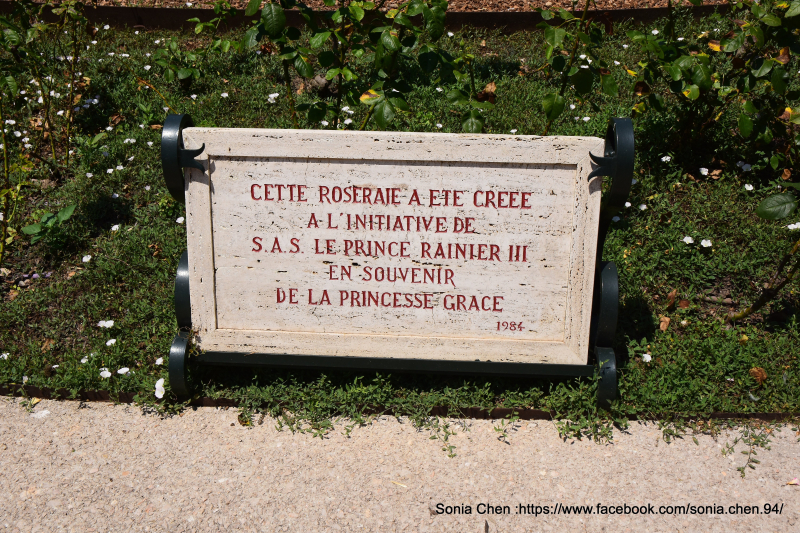 CETTE ROSERAIE A ETE CREEE
A L'INITIATIVE DE
S.A.S. LE PRINCE RAINIER III
EN SOUVENIR
DE LA PRINCESSE GRACE
1984
Sonia Chen :https://www.facebook.com/sonia.chen.94/